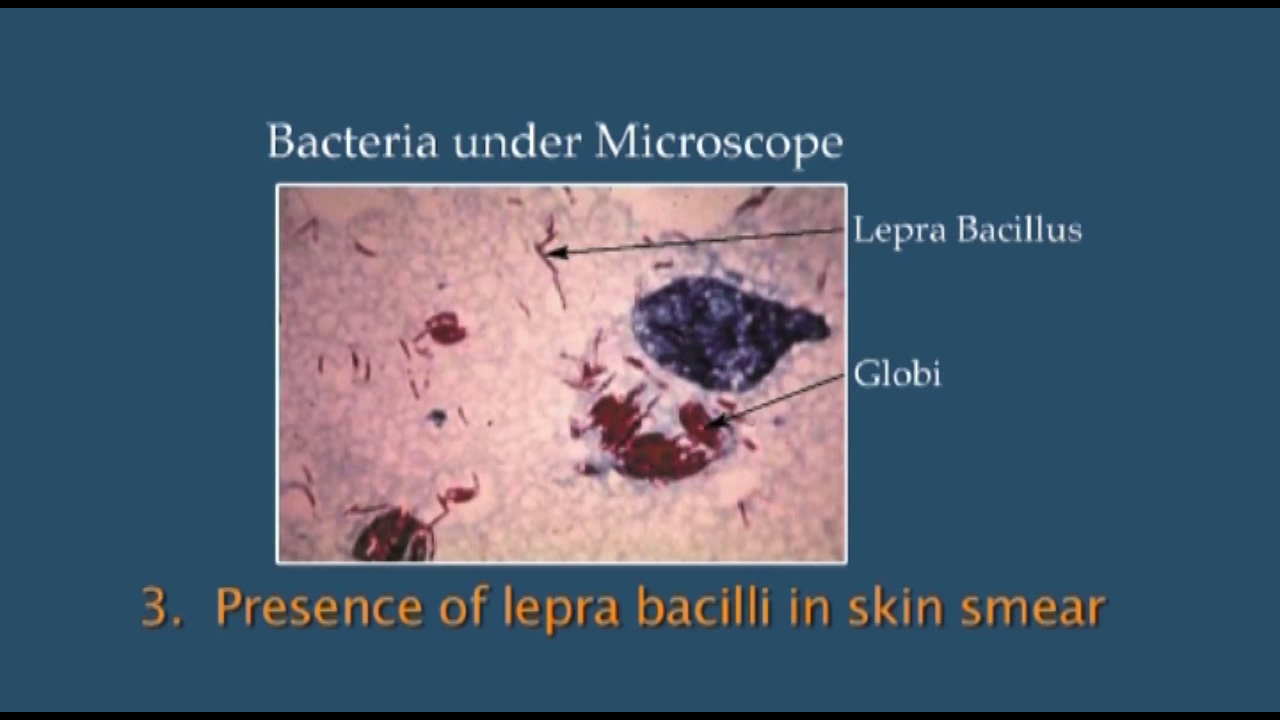 Bacteria under Microscope
Lepra Bacillus
Globi
3. Presence of lepra bacilli in skin smear